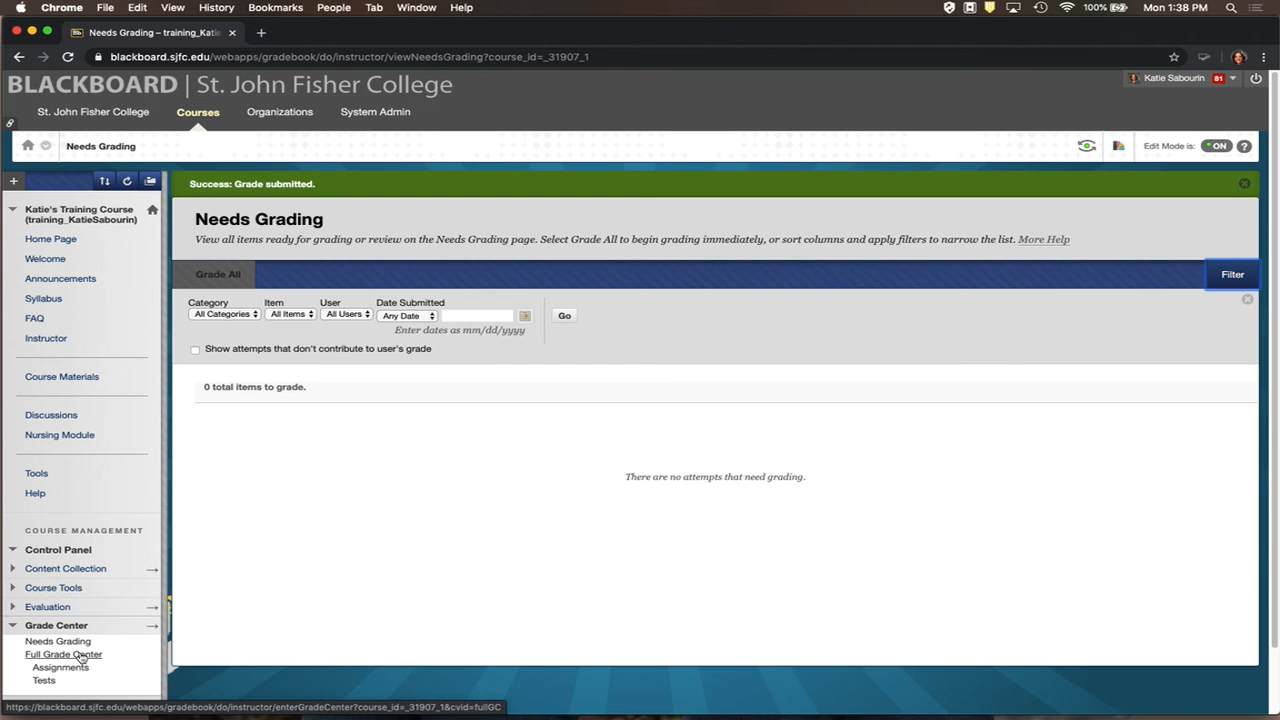 Chrome File Edit View History Bookmarks People Tab Window Help 100% Mon 1:38 PM
Bb Needs Grading – training_Katie
blackboard.sjfc.edu/webapps/gradebook/do/instructor/viewNeedsGrading?course_id=_31907_1
BLACKBOARD | St. John Fisher College
Katie Sabourin 81
St. John Fisher College Courses Organizations System Admin
Needs Grading
Edit Mode is: ON ?
Success: Grade submitted.
Katie's Training Course
(training_KatieSabourin)
Home Page
Welcome
Announcements
Syllabus
FAQ
Instructor
Course Materials
Discussions
Nursing Module
Tools
Help
COURSE MANAGEMENT
Control Panel
Content Collection
Course Tools
Evaluation
Grade Center
Needs Grading
Full Grade Center
Assignments
Tests
Needs Grading
View all items ready for grading or review on the Needs Grading page. Select Grade All to begin grading immediately, or sort columns and apply filters to narrow the list. More Help
Grade All
Filter
Category Item User Date Submitted
All Categories All Items All Users Any Date Go
Enter dates as mm/dd/yyyy
Show attempts that don't contribute to user's grade
0 total items to grade.
There are no attempts that need grading.
https://blackboard.sjfc.edu/webapps/gradebook/do/instructor/enterGradeCenter?course_id=_31907_1&cvid=fullGC